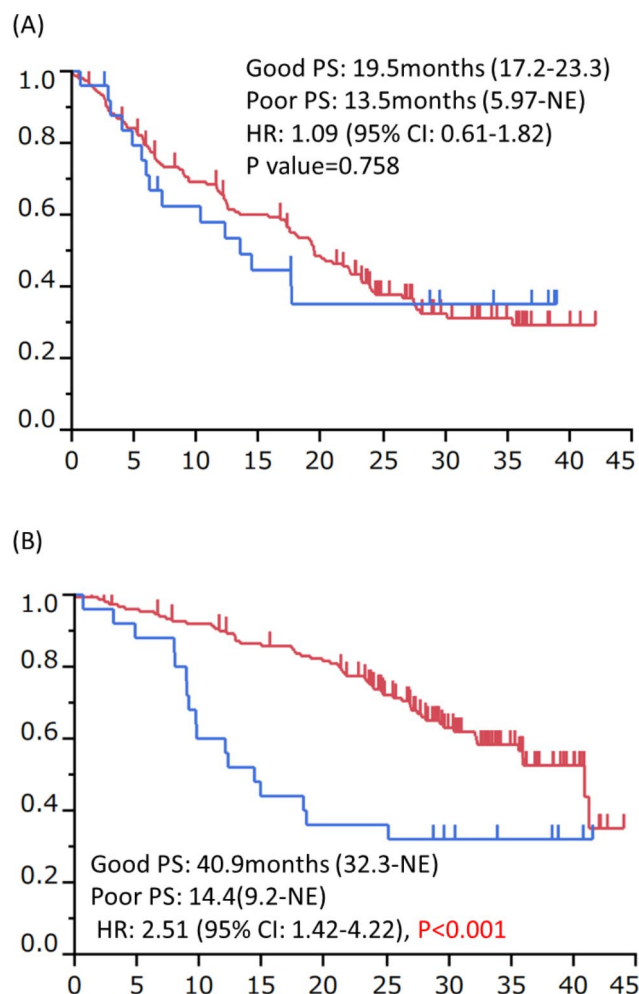 (A)
Good PS: 19.5months (17.2-23.3)
Poor PS: 13.5months (5.97-NE)
HR: 1.09 (95% CI: 0.61-1.82)
P value=0.758
1.0
0.8
0.6
0.4
0.2
0.0
0 5 10 15 20 25 30 35 40 45
(B)
1.0
0.8
0.6
0.4
0.2
0.0
Good PS: 40.9months (32.3-NE)
Poor PS: 14.4(9.2-NE)
HR: 2.51 (95% CI: 1.42-4.22), P<0.001
0 5 10 15 20 25 30 35 40 45